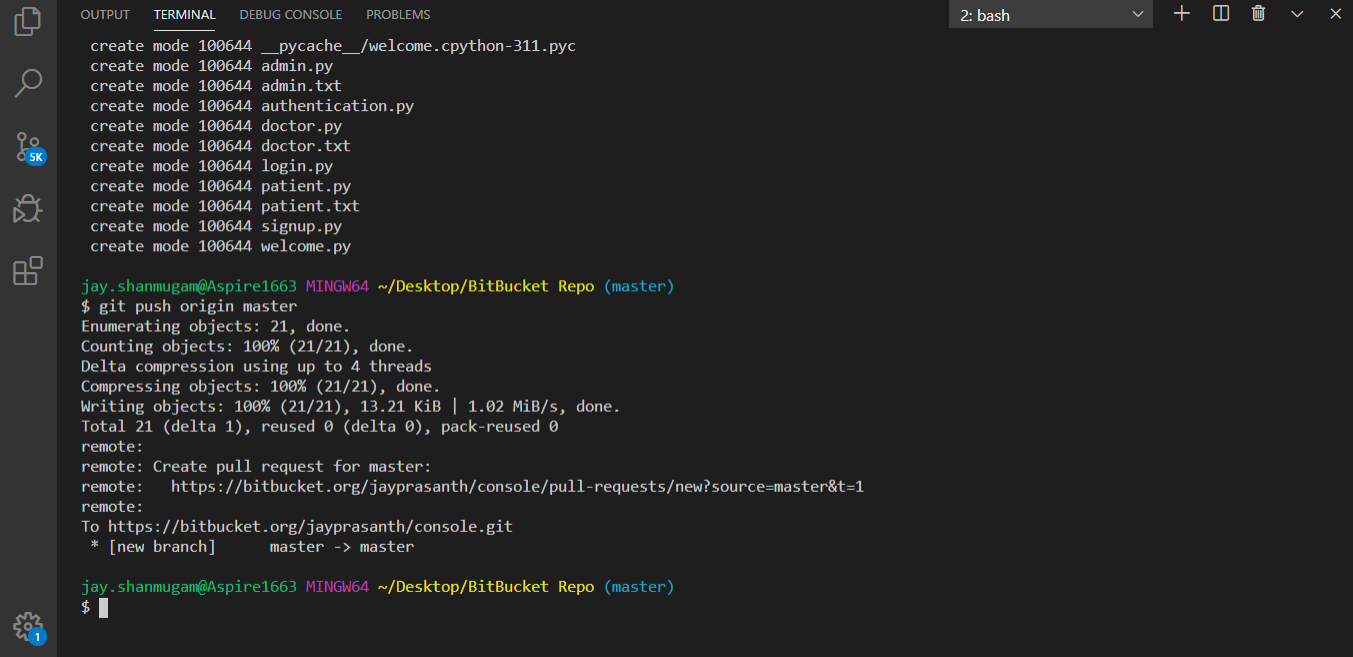 OUTPUT TERMINAL DEBUG CONSOLE PROBLEMS 2: bash
create mode 100644 __pycache__/welcome.cpython-311.pyc
create mode 100644 admin.py
create mode 100644 admin.txt
create mode 100644 authentication.py
create mode 100644 doctor.py
create mode 100644 doctor.txt
create mode 100644 login.py
create mode 100644 patient.py
create mode 100644 patient.txt
create mode 100644 signup.py
create mode 100644 welcome.py
jay.shanmugam@Aspire1663 MINGW64 ~/Desktop/BitBucket Repo (master)
$ git push origin master
Enumerating objects: 21, done.
Counting objects: 100% (21/21), done.
Delta compression using up to 4 threads
Compressing objects: 100% (21/21), done.
Writing objects: 100% (21/21), 13.21 KiB | 1.02 MiB/s, done.
Total 21 (delta 1), reused 0 (delta 0), pack-reused 0
remote:
remote: Create pull request for master:
remote:   https://bitbucket.org/jayprasanth/console/pull-requests/new?source=master&t=1
remote:
To https://bitbucket.org/jayprasanth/console.git
 * [new branch]      master -> master
jay.shanmugam@Aspire1663 MINGW64 ~/Desktop/BitBucket Repo (master)
$
5K
1